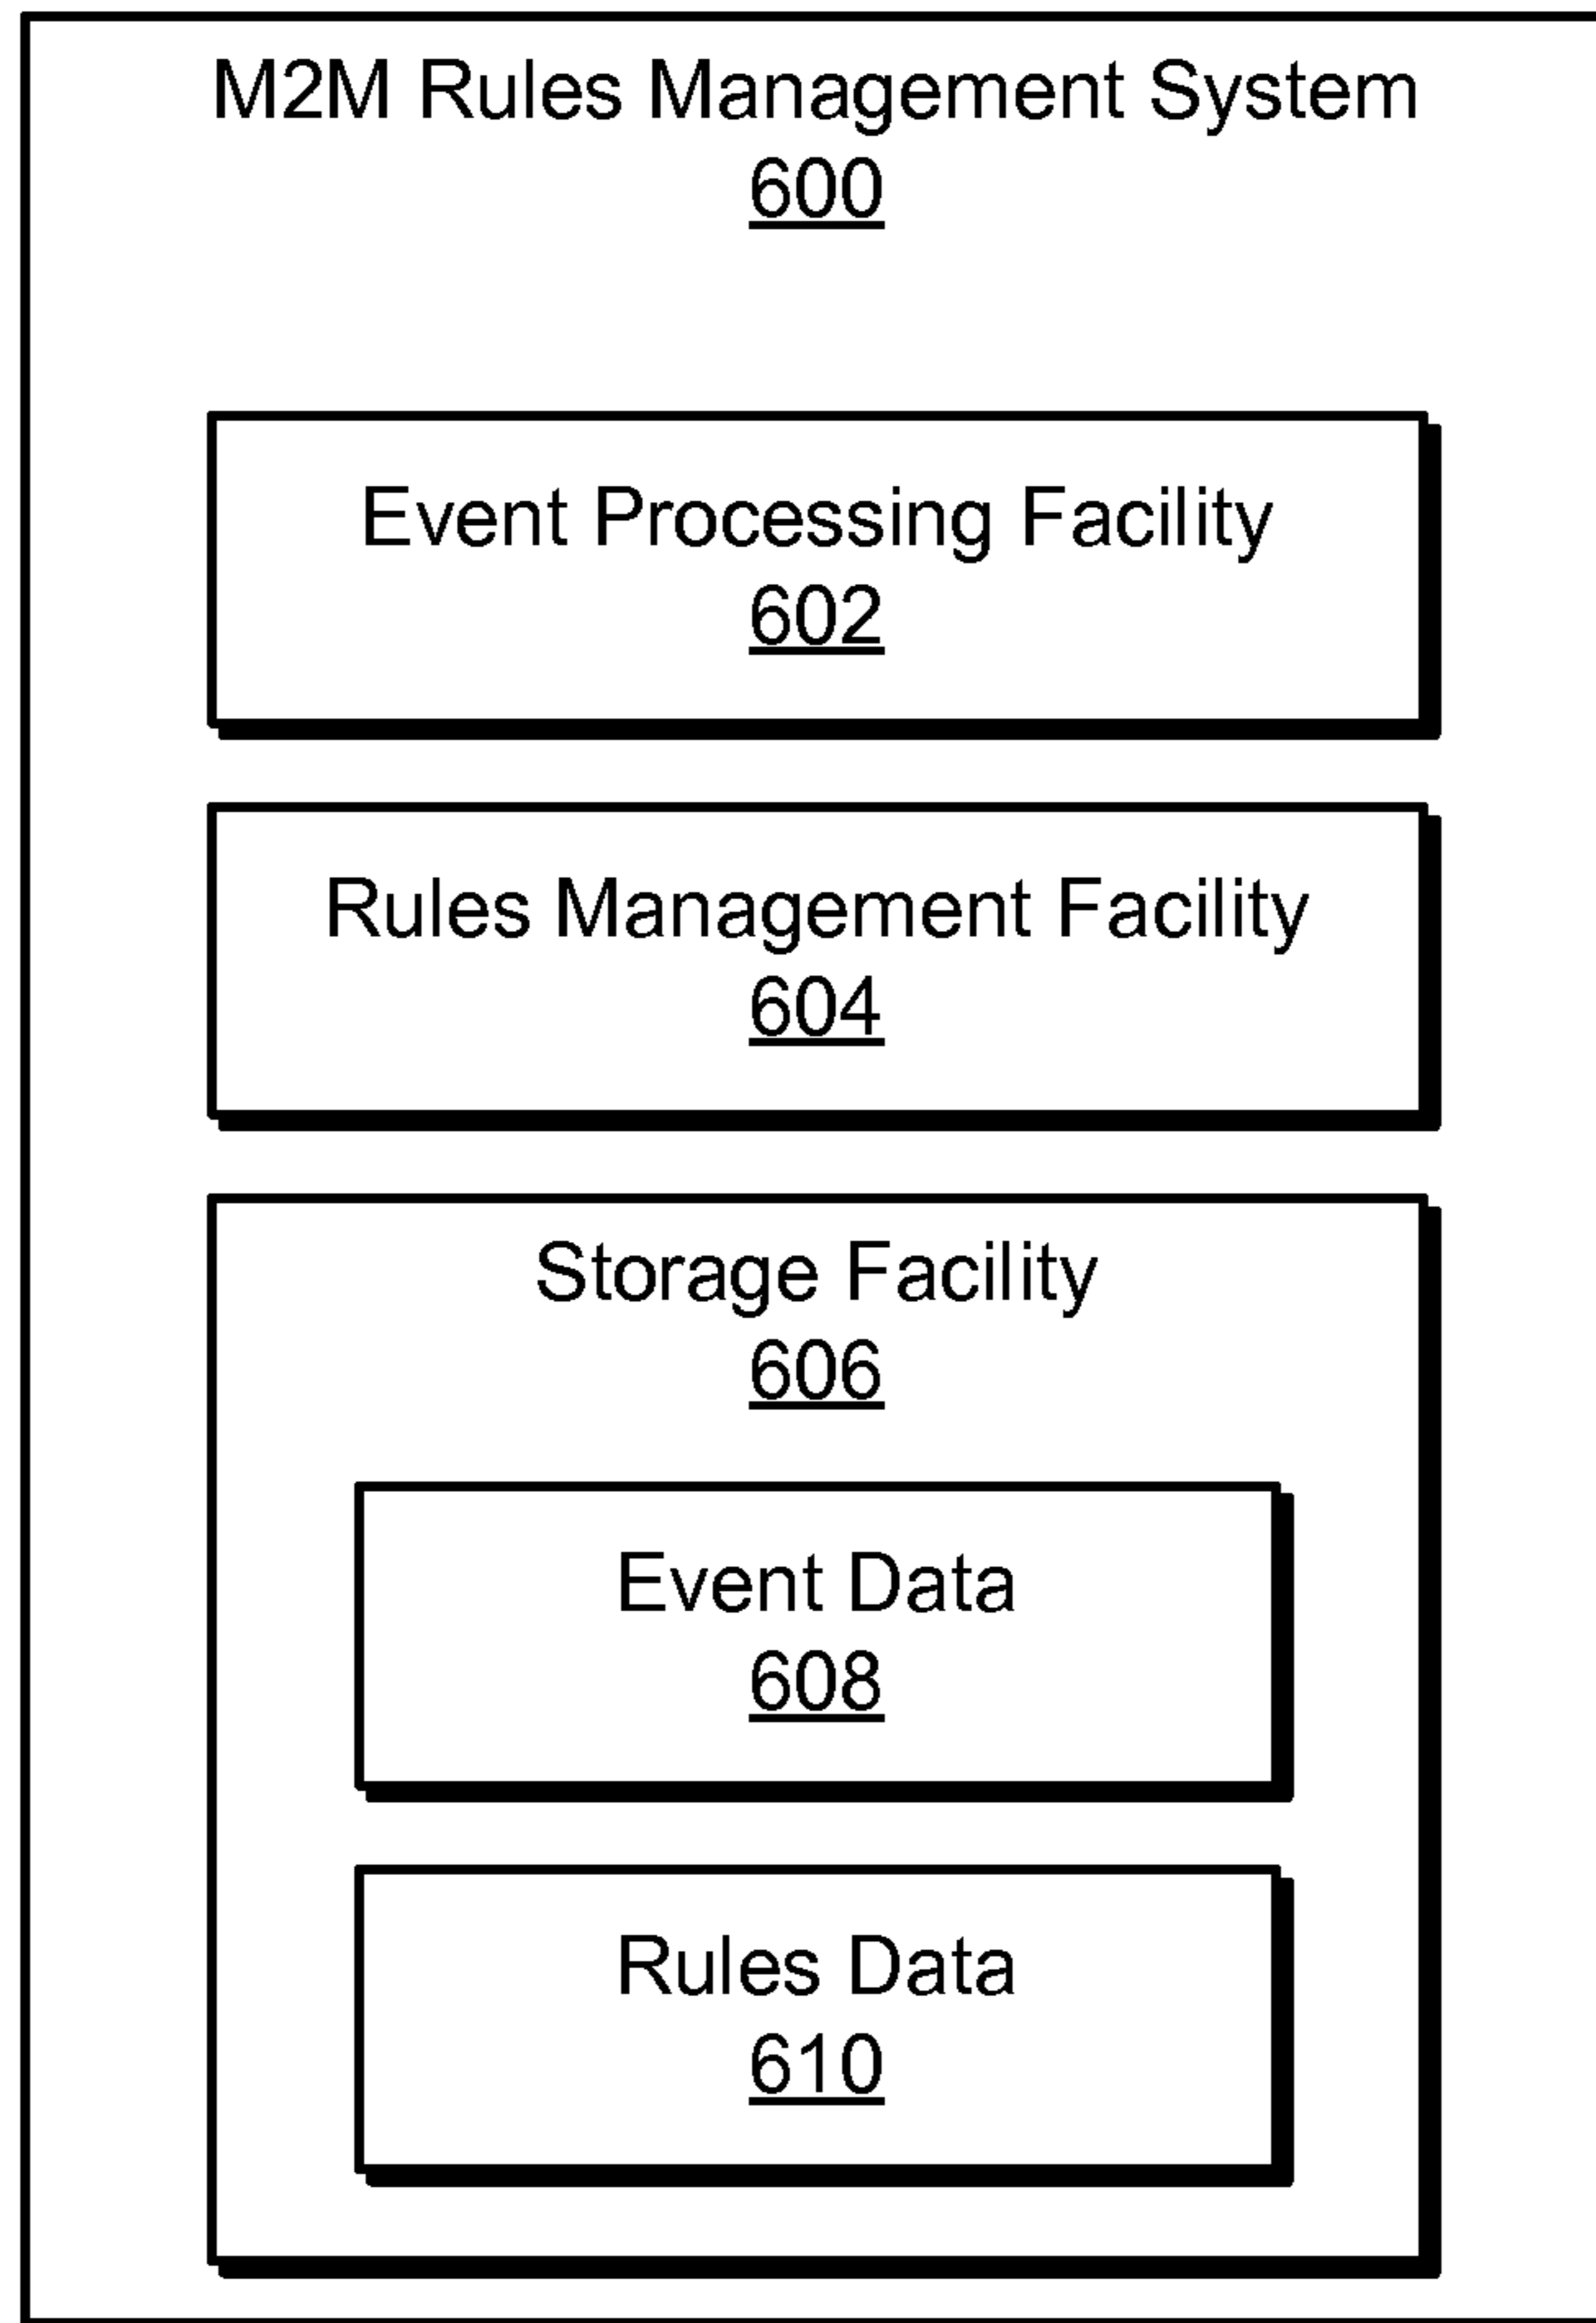 M2M Rules Management System
600
Event Processing Facility
602
Rules Management Facility
604
Storage Facility
606
Event Data
608
Rules Data
610